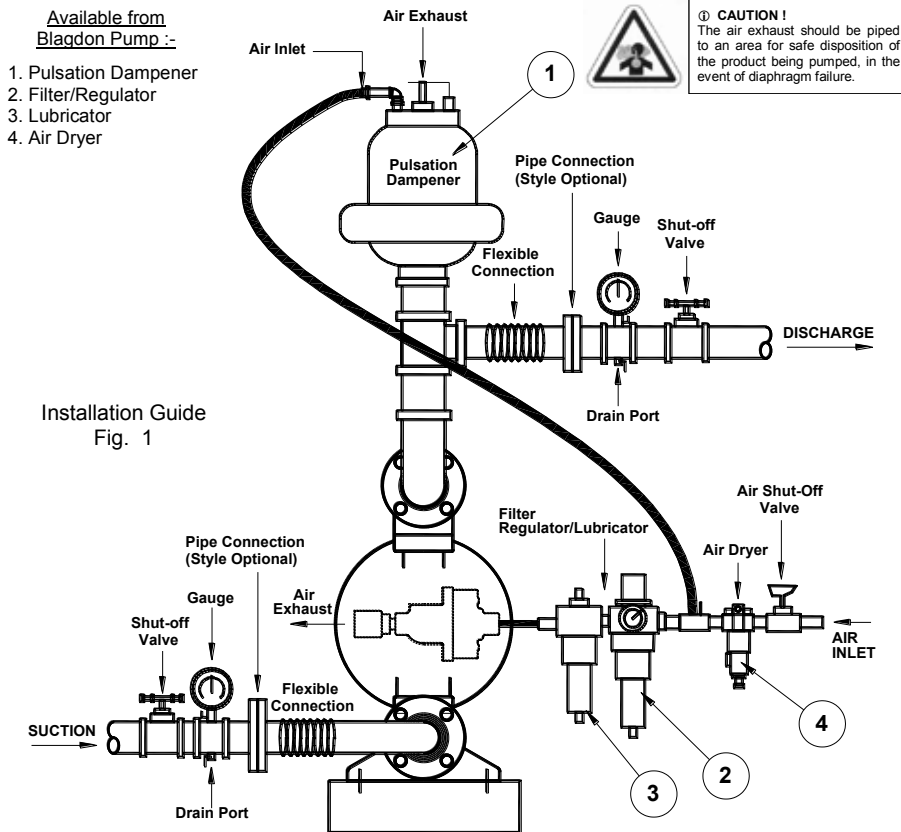 Available from
Blagdon Pump :-
1. Pulsation Dampener
2. Filter/Regulator
3. Lubricator
4. Air Dryer
Air Exhaust
Air Inlet
1
ⓘ CAUTION !
The air exhaust should be piped
to an area for safe disposition of
the product being pumped, in the
event of diaphragm failure.
Pulsation
Dampener
Pipe Connection
(Style Optional)
Gauge
Shut-off
Valve
Flexible
Connection
DISCHARGE
Drain Port
Installation Guide
Fig. 1
Filter
Regulator/Lubricator
Air Shut-Off
Valve
Air Dryer
Pipe Connection
(Style Optional)
Air
Exhaust
Gauge
Shut-off
Valve
AIR
INLET
Flexible
Connection
SUCTION
4
2
3
Drain Port